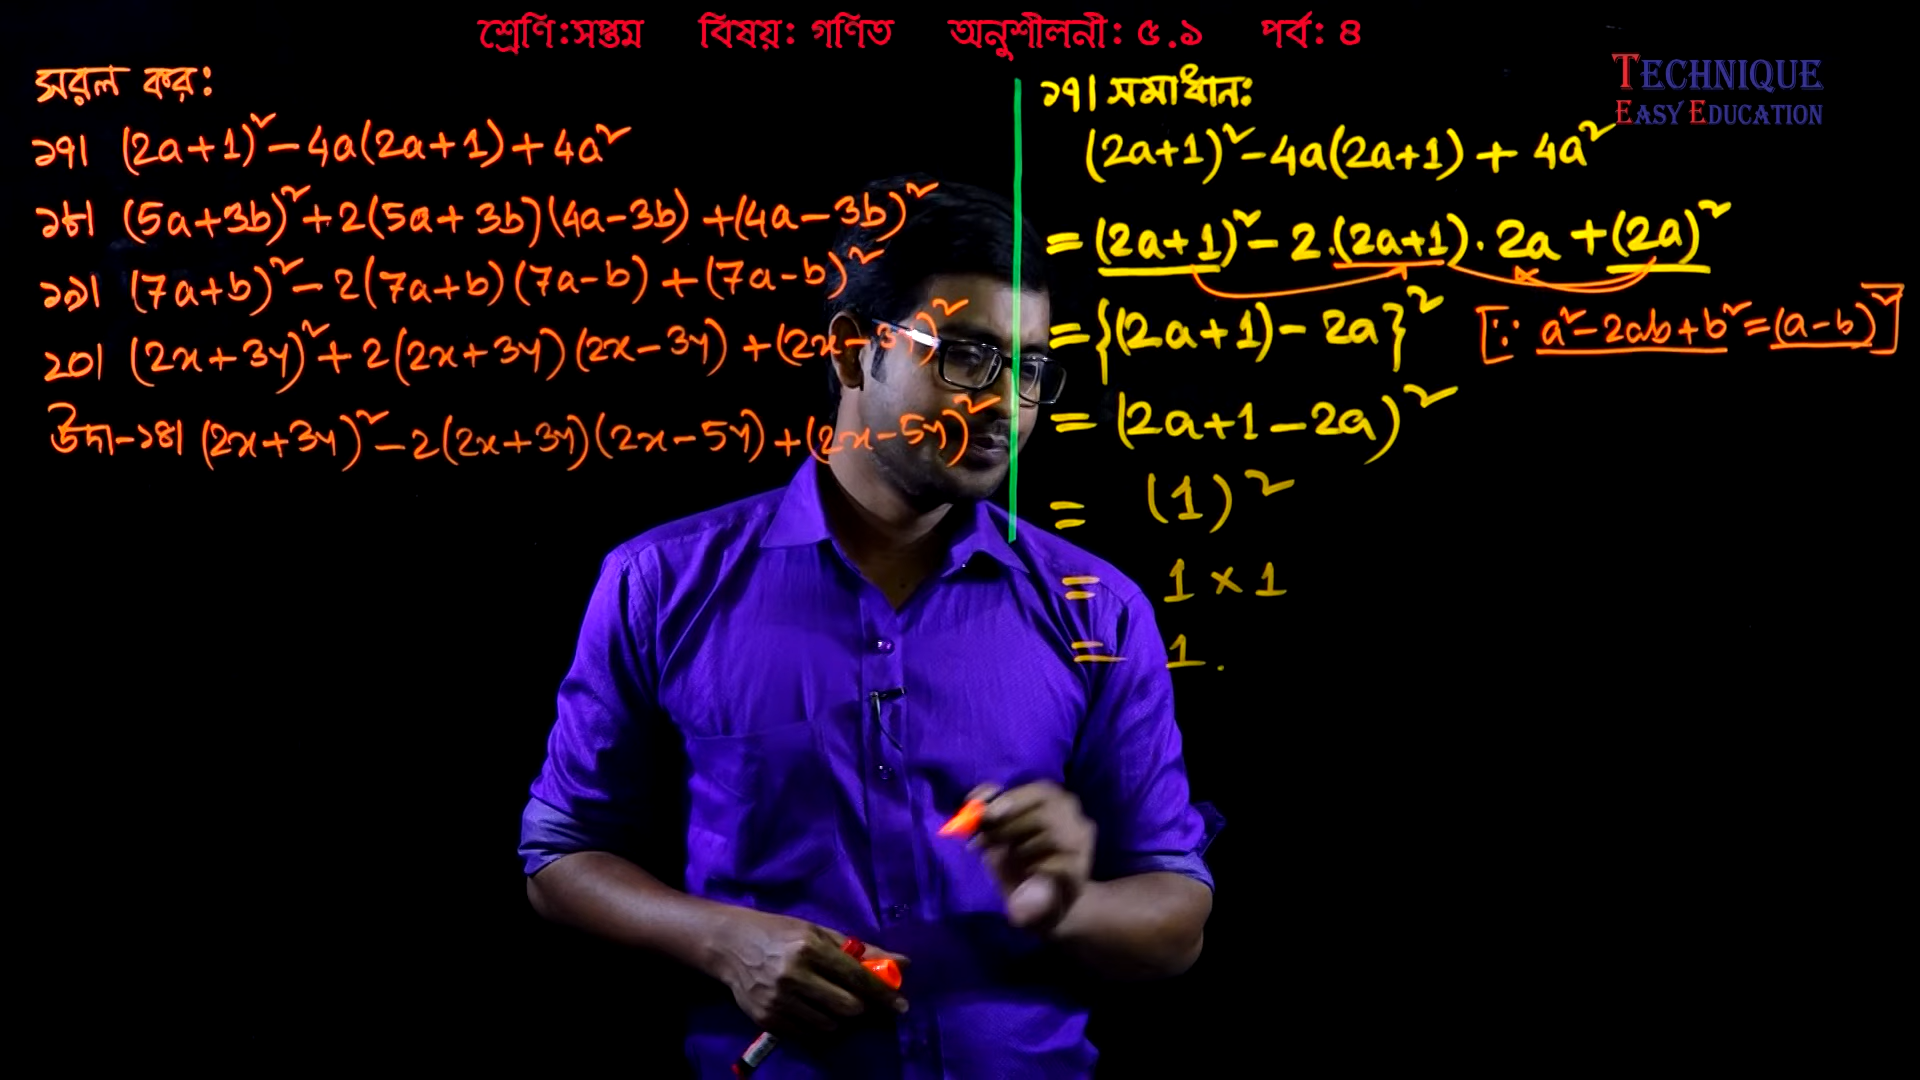 শ্রেণি:সপ্তম বিষয়: গণিত অনুশীলনী: ৫.১ পর্ব: ৪
TECHNIQUE
EASY EDUCATION
সরল কর:
১৭। (2a+1)² - 4a(2a+1) + 4a²
১৮। (5a+3b)² + 2(5a+3b)(4a-3b) + (4a-3b)²
১৯। (7a+b)² - 2(7a+b)(7a-b) + (7a-b)²
২০। (2x+3y)² + 2(2x+3y)(2x-3y) + (2x-3y)²
উদা-১৪। (2x+3y)² - 2(2x+3y)(2x-5y) + (2x-5y)²
১৭। সমাধান:
(2a+1)² - 4a(2a+1) + 4a²
= (2a+1)² - 2.(2a+1).2a + (2a)²
= {(2a+1) - 2a}² [∵ a²-2ab+b² = (a-b)²]
= (2a+1-2a)²
= (1)²
= 1×1
= 1.